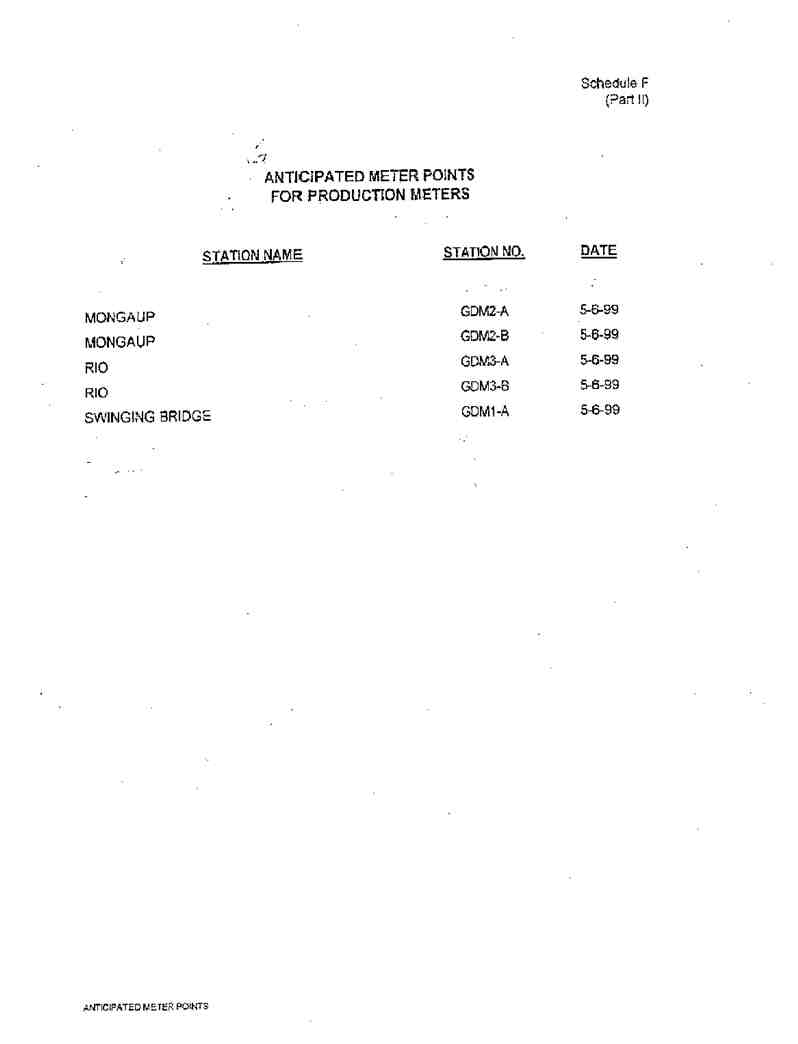 Schedule F
(Part II)
ANTICIPATED METER POINTS
FOR PRODUCTION METERS
STATION NAME STATION NO. DATE
MONGAUP GDM2-A 5-6-99
MONGAUP GDM2-B 5-6-99
RIO GDM3-A 5-6-99
RIO GDM3-B 5-6-99
SWINGING BRIDGE GDM1-A 5-6-99
ANTICIPATED METER POINTS